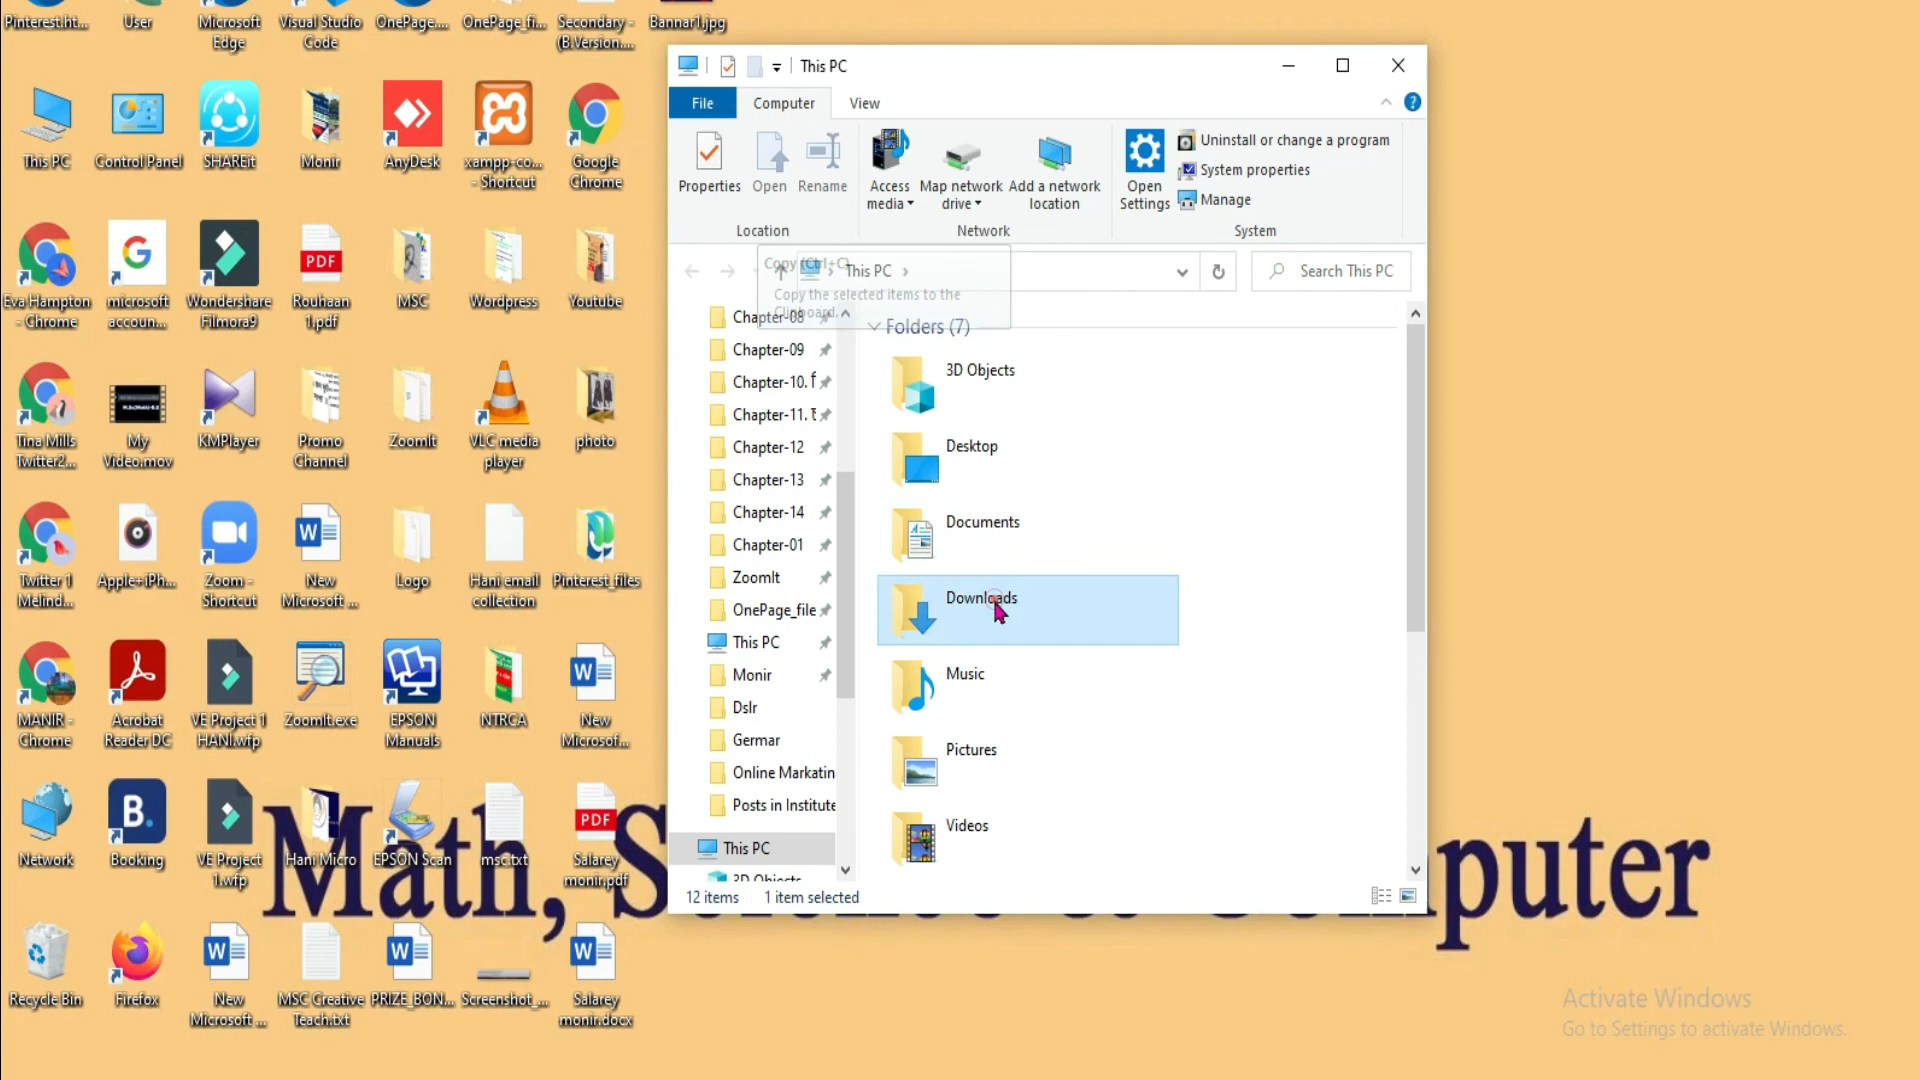 Pinterest.ht...
User
Microsoft
Edge
Visual Studio
Code
OnePage....
OnePage_fi...
Secondary -
(B.Version....
Bannar1.jpg
This PC
Control Panel
SHAREit
Monir
AnyDesk
xampp-co...
- Shortcut
Google
Chrome
Eva Hampton
- Chrome
microsoft
accoun...
Wondershare
Filmora9
PDF
Rouhaan
1.pdf
MSC
Wordpress
Youtube
Tina Mills
Twitter2...
My
Video.mov
KMPlayer
Promo
Channel
ZoomIt
VLC media
player
photo
Twitter 1
Melind...
Apple+iPh...
Zoom -
Shortcut
New
Microsoft ...
Logo
Hani email
collection
Pinterest_files
MANIR -
Chrome
Acrobat
Reader DC
VE Project 1
HANI.wfp
ZoomIt.exe
EPSON
Manuals
NTRCA
New
Microsof...
Network
B.
Booking
VE Project
1.wfp
Hani Micro
EPSON Scan
msc.txt
PDF
Salarey
monir.pdf
Recycle Bin
Firefox
New
Microsoft ...
MSC Creative
Teach.txt
PRIZE_BON...
Screenshot_...
Salarey
monir.docx
This PC
File
Computer
View
Properties
Open
Rename
Location
Access
media
Map network
drive
Add a network
location
Network
Open
Settings
Uninstall or change a program
System properties
Manage
System
Copy (Ctrl+C)
Copy the selected items to the
Clipboard.
This PC
Search This PC
Chapter-08
Chapter-09
Chapter-10.
Chapter-11.
Chapter-12
Chapter-13
Chapter-14
Chapter-01
ZoomIt
OnePage_file
This PC
Monir
Dslr
Germar
Online Markatin
Posts in Institute
This PC
3D Objects
Folders (7)
3D Objects
Desktop
Documents
Downloads
Music
Pictures
Videos
12 items
1 item selected
Math, S
puter
Activate Windows
Go to Settings to activate Windows.